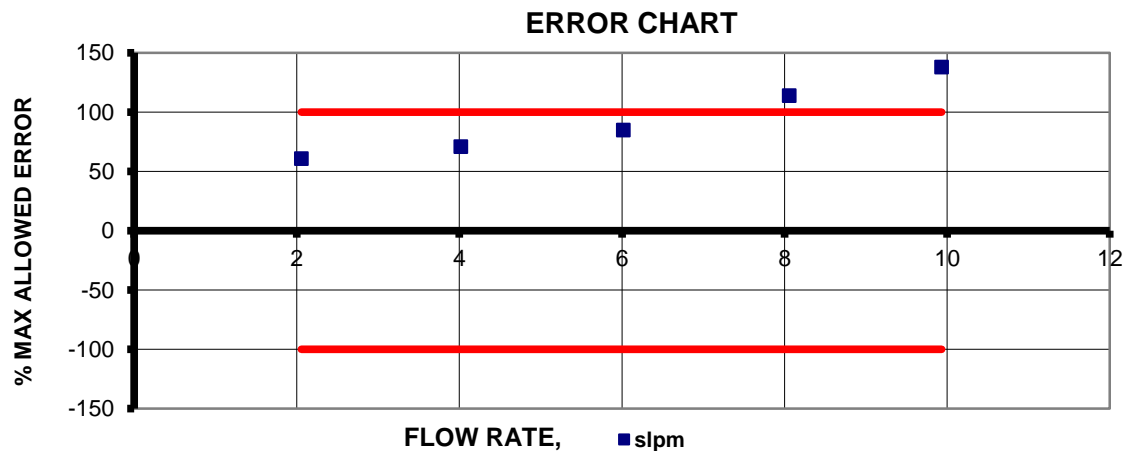 ERROR CHART
% MAX ALLOWED ERROR
150
100
50
0
-50
-100
-150
0 2 4 6 8 10 12
FLOW RATE, slpm